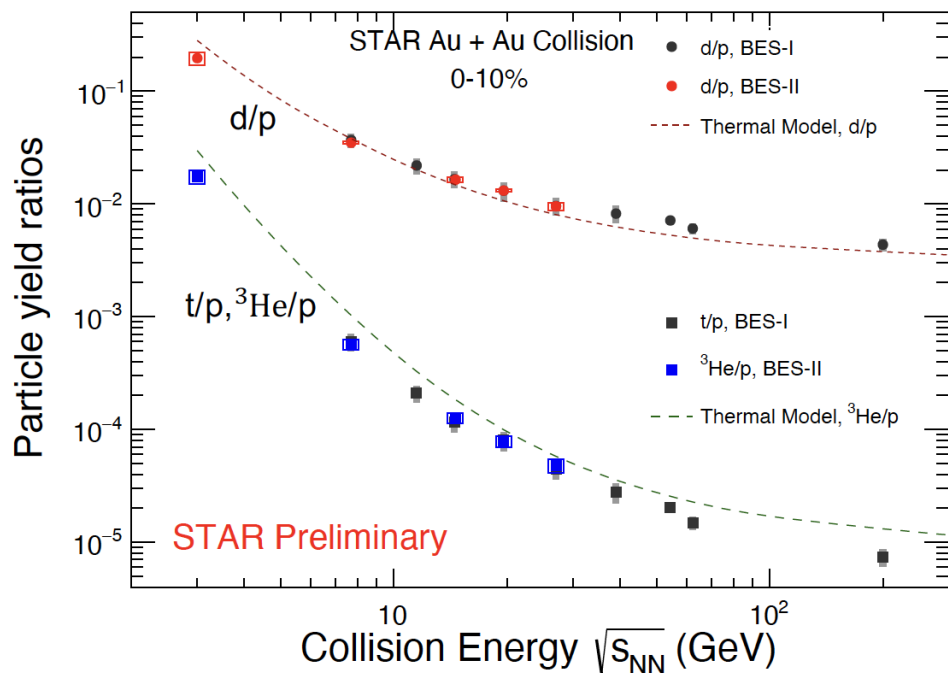 STAR Au + Au Collision
0-10%
d/p, BES-I
d/p, BES-II
Thermal Model, d/p
d/p
t/p,³He/p
t/p, BES-I
³He/p, BES-II
Thermal Model, ³He/p
STAR Preliminary
Particle yield ratios
10⁻¹
10⁻²
10⁻³
10⁻⁴
10⁻⁵
10
10²
Collision Energy √s_NN (GeV)